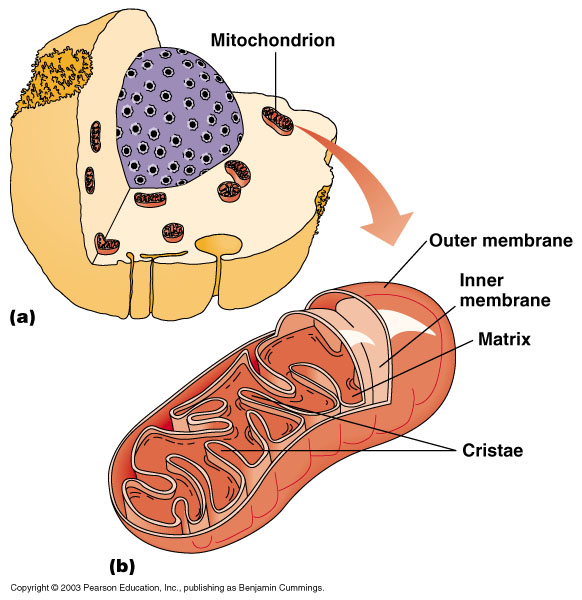 Mitochondrion
(a)
Outer membrane
Inner
membrane
Matrix
Cristae
(b)
Copyright © 2003 Pearson Education, Inc., publishing as Benjamin Cummings.